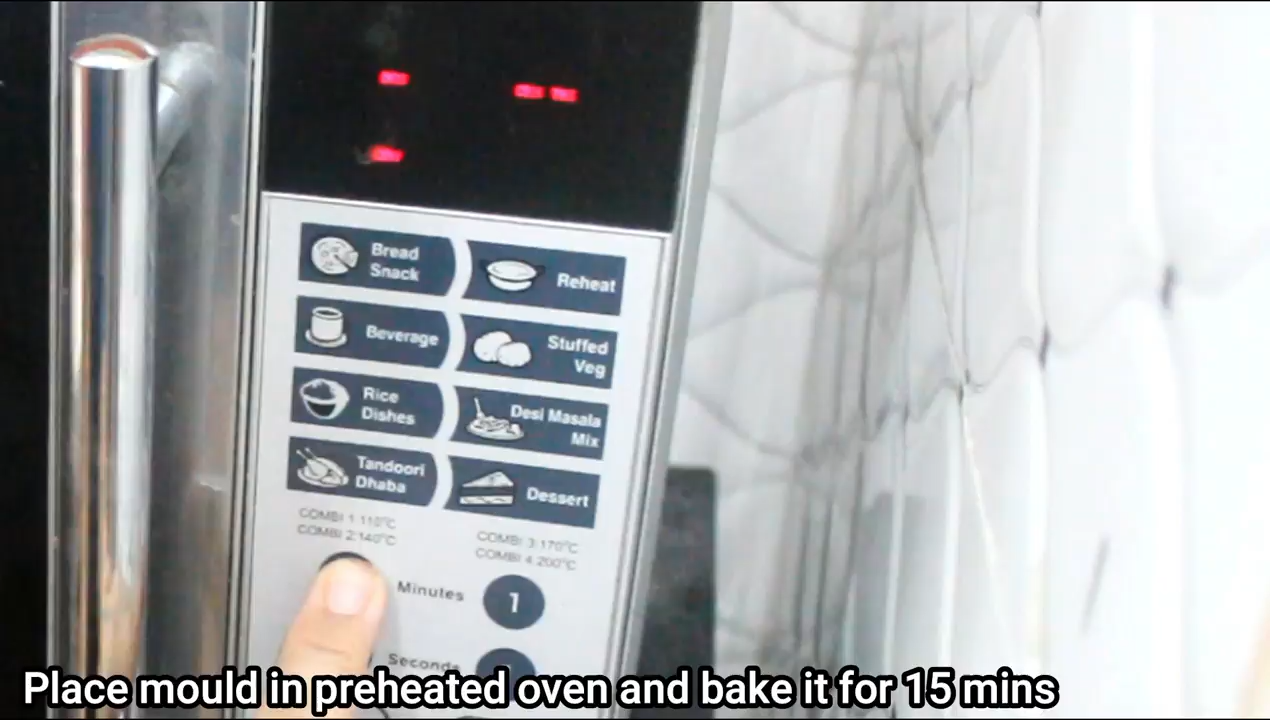 Bread
Snack
Reheat
Beverage
Stuffed
Veg
Rice
Dishes
Desi Masala
Mix
Tandoori
Dhaba
Dessert
COMBI 1:110°C
COMBI 2:140°C
COMBI 3:170°C
COMBI 4:200°C
Minutes
1
Seconds
Place mould in preheated oven and bake it for 15 mins